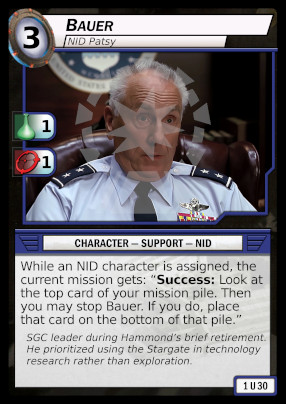 3
BAUER
NID PATSY
1
1
CHARACTER – SUPPORT – NID
While an NID character is assigned, the
current mission gets: “Success: Look at
the top card of your mission pile. Then
you may stop Bauer. If you do, place
that card on the bottom of that pile.”
SGC leader during Hammond's brief retirement.
He prioritized using the Stargate in technology
research rather than exploration.
1 U 30